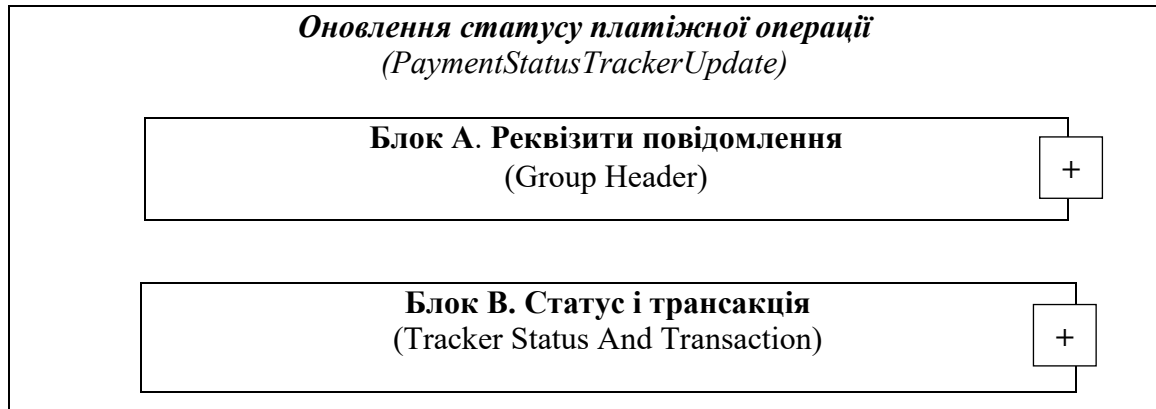 Оновлення статусу платіжної операції
(PaymentStatusTrackerUpdate)
Блок А. Реквізити повідомлення
(Group Header)
+
Блок В. Статус і трансакція
(Tracker Status And Transaction)
+